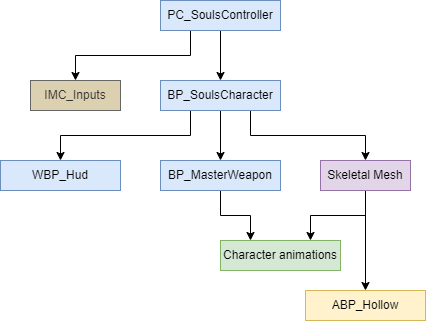 PC_SoulsController
IMC_Inputs
BP_SoulsCharacter
WBP_Hud
BP_MasterWeapon
Skeletal Mesh
Character animations
ABP_Hollow